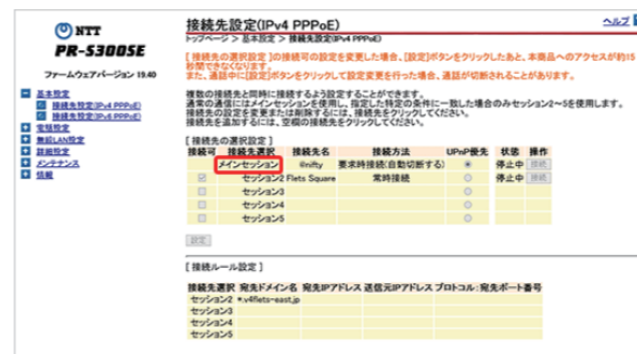 NTT
PR-S300SE
ファームウェアバージョン 19.40
基本設定
接続先設定(IPv4 PPPoE)
接続先設定(IPv6 PPPoE)
電話設定
無線LAN設定
詳細設定
メンテナンス
情報
接続先設定(IPv4 PPPoE)
ヘルプ
トップページ > 基本設定 > 接続先設定(IPv4 PPPoE)
[ 接続先の選択設定 ]の接続可の設定を変更した場合、[設定]ボタンをクリックしたあと、本商品へのアクセスが約15
秒間できなくなります。
また、通話中に[設定]ボタンをクリックして設定変更を行った場合、通話が切断されることがあります。
複数の接続先と同時に接続するよう設定することができます。
通常の通信にはメインセッションを使用し、指定した特定の条件に一致した場合のみセッション2～5を使用します。
接続先の設定を変更または削除するには、接続先をクリックしてください。
接続先を追加するには、空欄の接続先をクリックしてください。
[ 接続先の選択設定 ]
接続可 接続先選択 接続先名 接続方法 UPnP優先 状態 操作
メインセッション @nifty 要求時接続(自動切断する) 停止中 接続
セッション2 Flets Square 常時接続 停止中 接続
セッション3
セッション4
セッション5
設定
[ 接続ルール設定 ]
接続先選択 宛先ドメイン名 宛先IPアドレス 送信元IPアドレス プロトコル:宛先ポート番号
セッション2 *.v4flets-east.jp
セッション3
セッション4
セッション5